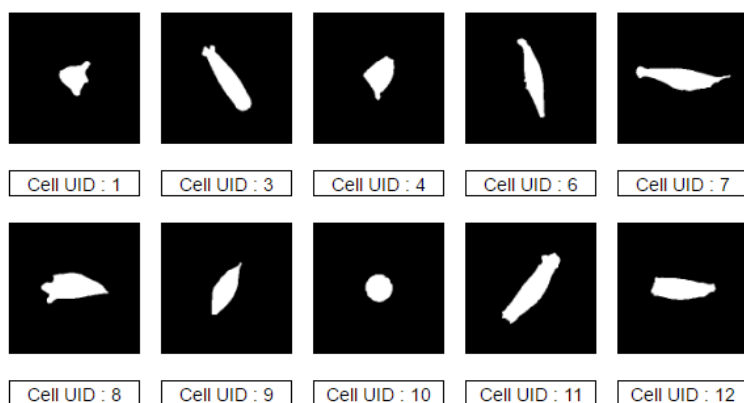 Cell UID : 1 Cell UID : 3 Cell UID : 4 Cell UID : 6 Cell UID : 7
Cell UID : 8 Cell UID : 9 Cell UID : 10 Cell UID : 11 Cell UID : 12